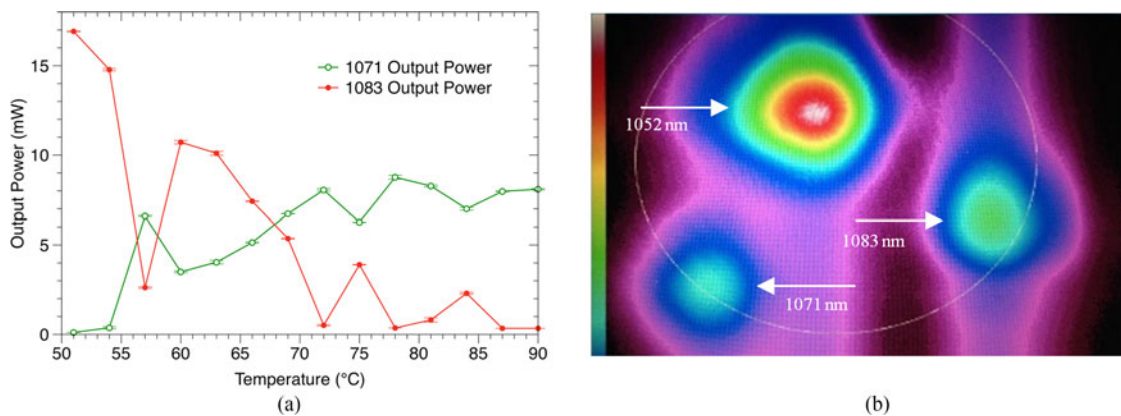 15
10
5
0
Output Power (mW)
1071 Output Power
1083 Output Power
50 55 60 65 70 75 80 85 90
Temperature (°C)
(a)
1052 nm
1083 nm
1071 nm
(b)